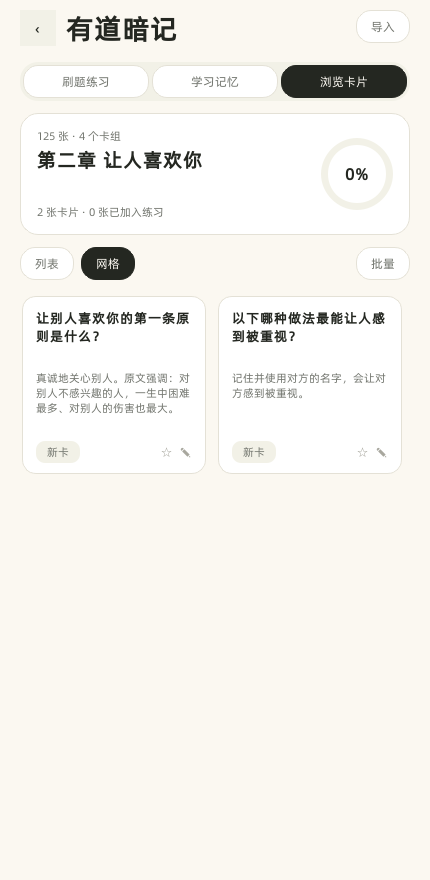 ‹ 有道暗记 导入
刷题练习 学习记忆 浏览卡片
125 张 · 4 个卡组
第二章 让人喜欢你
0%
2 张卡片 · 0 张已加入练习
列表 网格 批量
让别人喜欢你的第一条原
则是什么？
真诚地关心别人。原文强调：对
别人不感兴趣的人，一生中困难
最多、对别人的伤害也最大。
新卡
以下哪种做法最能让人感
到被重视？
记住并使用对方的名字，会让对
方感到被重视。
新卡